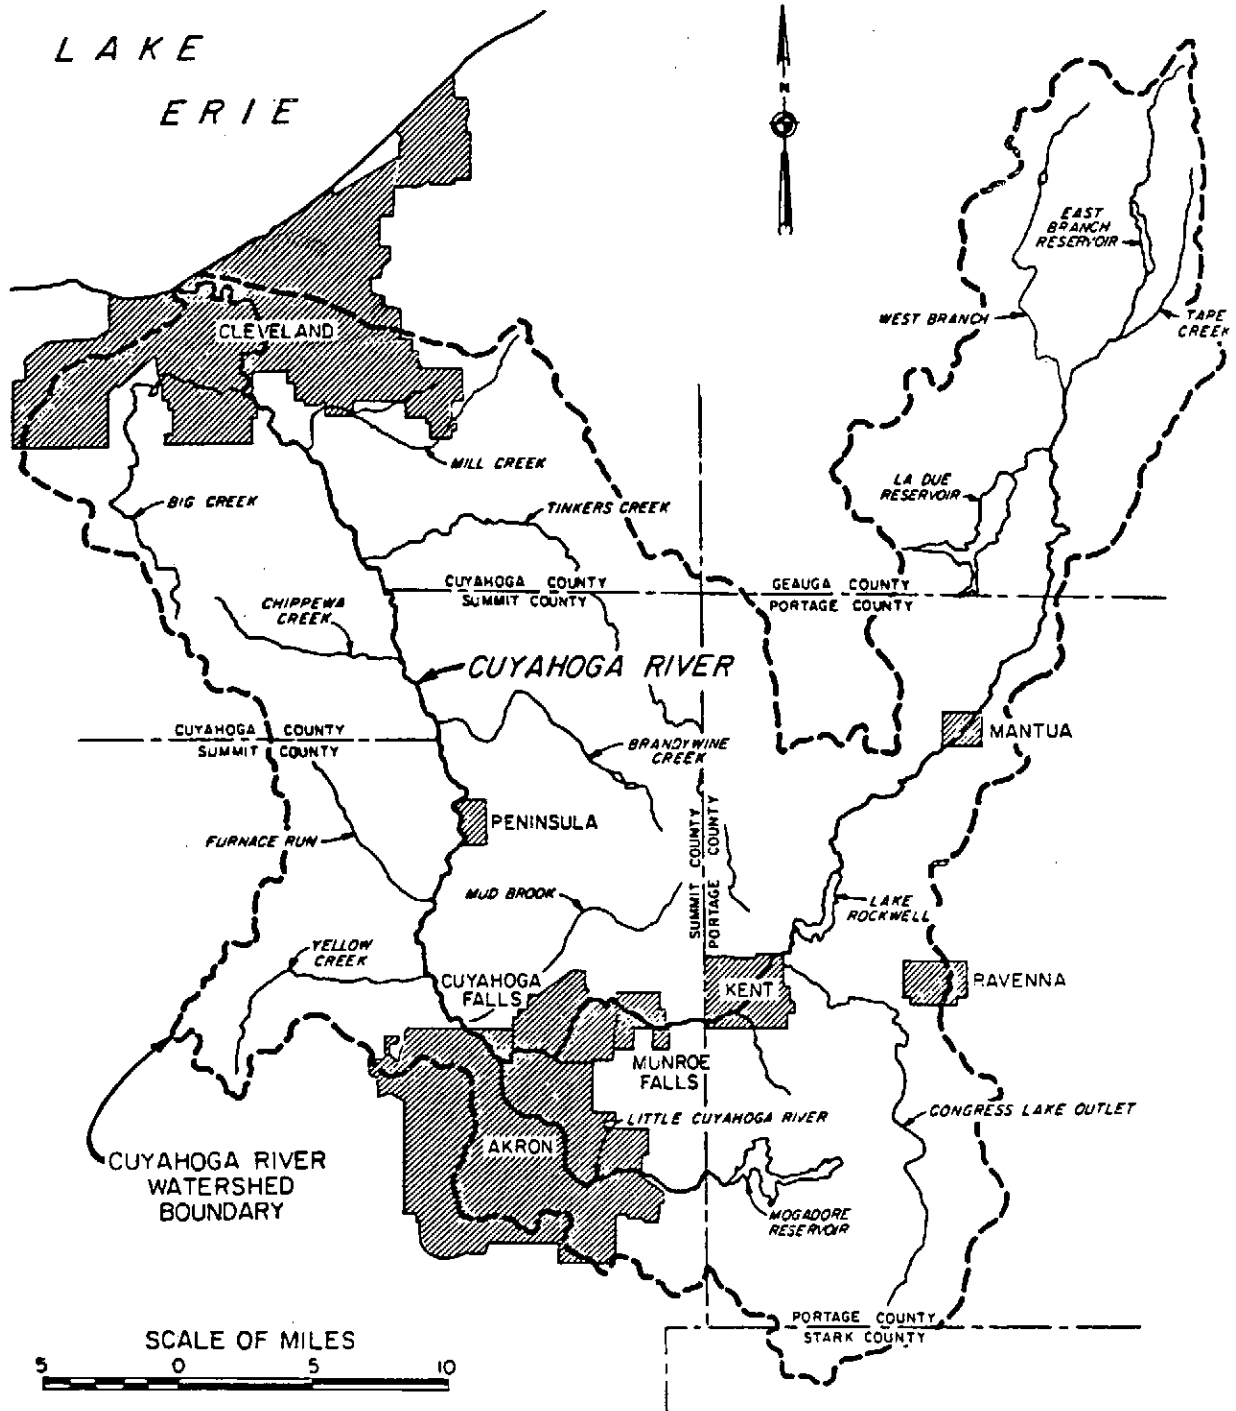 LAKE
ERIE
N
EAST
BRANCH
RESERVOIR
CLEVELAND
WEST BRANCH
TAPE
CREEK
MILL CREEK
LA DUE
RESERVOIR
BIG CREEK
TINKERS CREEK
CUYAHOGA COUNTY
SUMMIT COUNTY
GEAUGA COUNTY
PORTAGE COUNTY
CHIPPEWA
CREEK
CUYAHOGA RIVER
CUYAHOGA COUNTY
SUMMIT COUNTY
MANTUA
BRANDYWINE
CREEK
PENINSULA
SUMMIT COUNTY
PORTAGE COUNTY
FURNACE RUN
MUD BROOK
LAKE
ROCKWELL
YELLOW
CREEK
CUYAHOGA
FALLS
KENT
RAVENNA
MUNROE
FALLS
LITTLE CUYAHOGA RIVER
CONGRESS LAKE OUTLET
AKRON
CUYAHOGA RIVER
WATERSHED
BOUNDARY
MOGADORE
RESERVOIR
PORTAGE COUNTY
STARK COUNTY
SCALE OF MILES
5 0 5 10